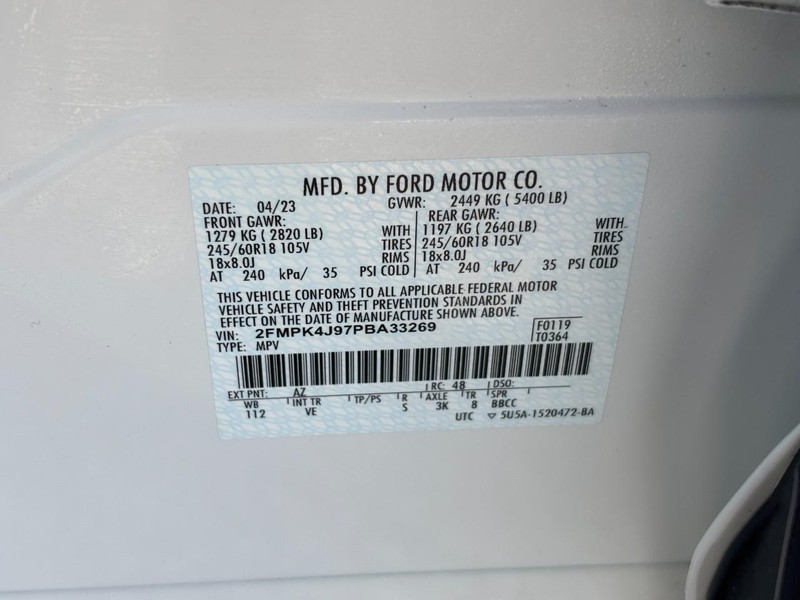 MFD. BY FORD MOTOR CO.
DATE: 04/23 GVWR: 2449 KG ( 5400 LB)
FRONT GAWR: REAR GAWR:
1279 KG ( 2820 LB) WITH 1197 KG ( 2640 LB) WITH
245/60R18 105V TIRES 245/60R18 105V TIRES
18x8.0J RIMS 18x8.0J RIMS
AT 240 kPa/ 35 PSI COLD AT 240 kPa/ 35 PSI COLD
THIS VEHICLE CONFORMS TO ALL APPLICABLE FEDERAL MOTOR
VEHICLE SAFETY AND THEFT PREVENTION STANDARDS IN
EFFECT ON THE DATE OF MANUFACTURE SHOWN ABOVE.
VIN: 2FMPK4J97PBA33269 F0119
TYPE: MPV T0364
EXT PNT: AZ RC: 48 DSO:
WB INT TR TP/PS R AXLE TR SPR
112 VE S 3K 8 BBCC
UTC ▽ 5U5A-1520472-BA